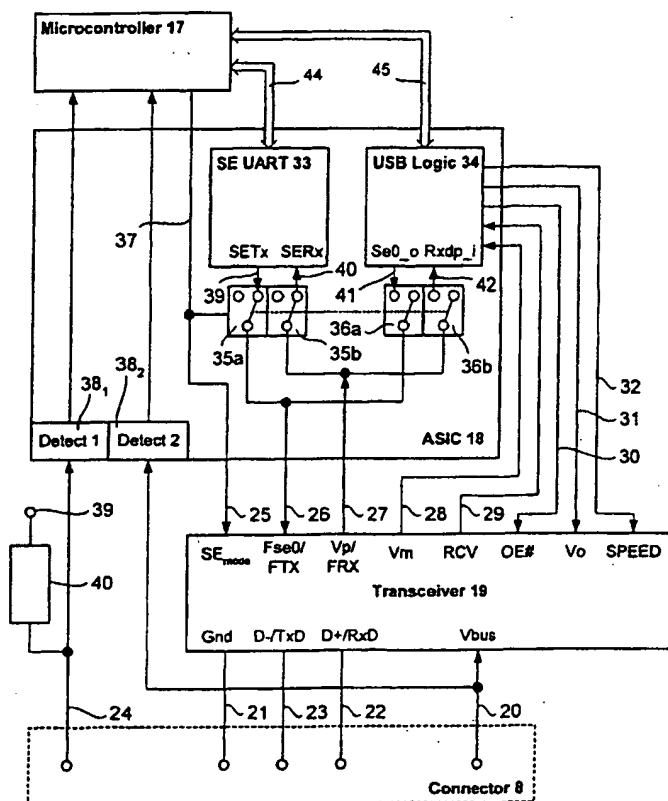 Microcontroller 17
44
45
SE UART 33
USB Logic 34
37
SETx SERx
Se0_o Rxdp_i
39
40
41
42
35a
35b
36a
36b
38₁
38₂
32
31
30
Detect 1
Detect 2
ASIC 18
39
25
26
27
28
29
40
SEmode
Fse0/
FTX
Vp/
FRX
Vm
RCV
OE#
Vo
SPEED
Transceiver 19
Gnd
D-/TxD
D+/RxD
Vbus
24
21
23
22
20
Connector 8